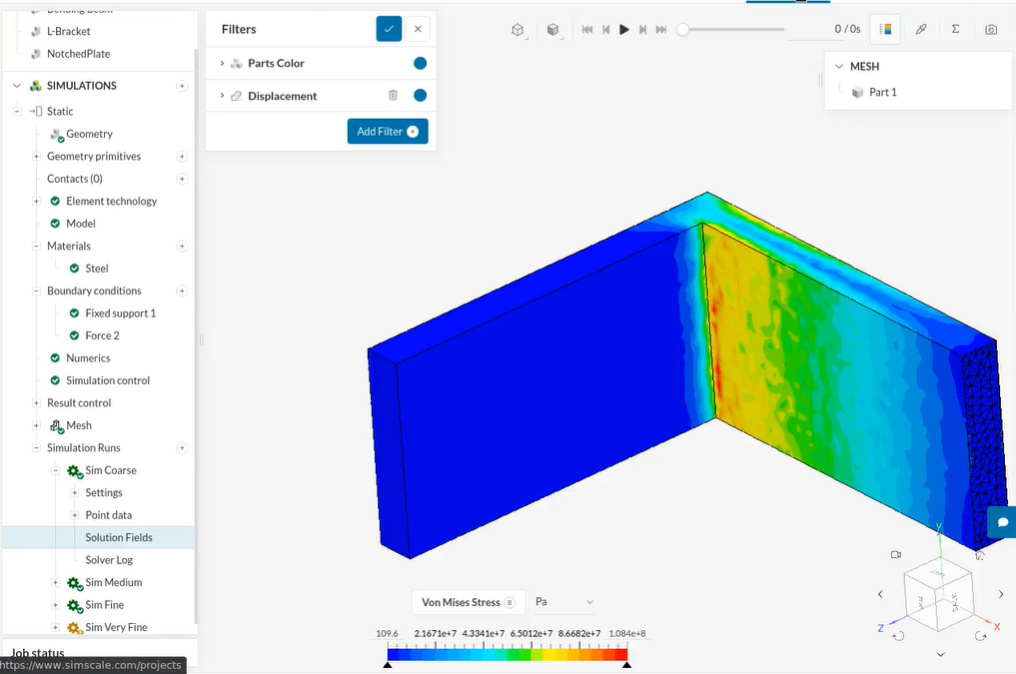 Bending Beam
L-Bracket
NotchedPlate
SIMULATIONS
Static
Geometry
Geometry primitives
Contacts (0)
Element technology
Model
Materials
Steel
Boundary conditions
Fixed support 1
Force 2
Numerics
Simulation control
Result control
Mesh
Simulation Runs
Sim Coarse
Settings
Point data
Solution Fields
Solver Log
Sim Medium
Sim Fine
Sim Very Fine
Job status
https://www.simscale.com/projects
Filters
Parts Color
Displacement
Add Filter
0 / 0s
MESH
Part 1
Von Mises Stress
Pa
109.6 2.1671e+7 4.3341e+7 6.5012e+7 8.6682e+7 1.084e+8
y
Z
X